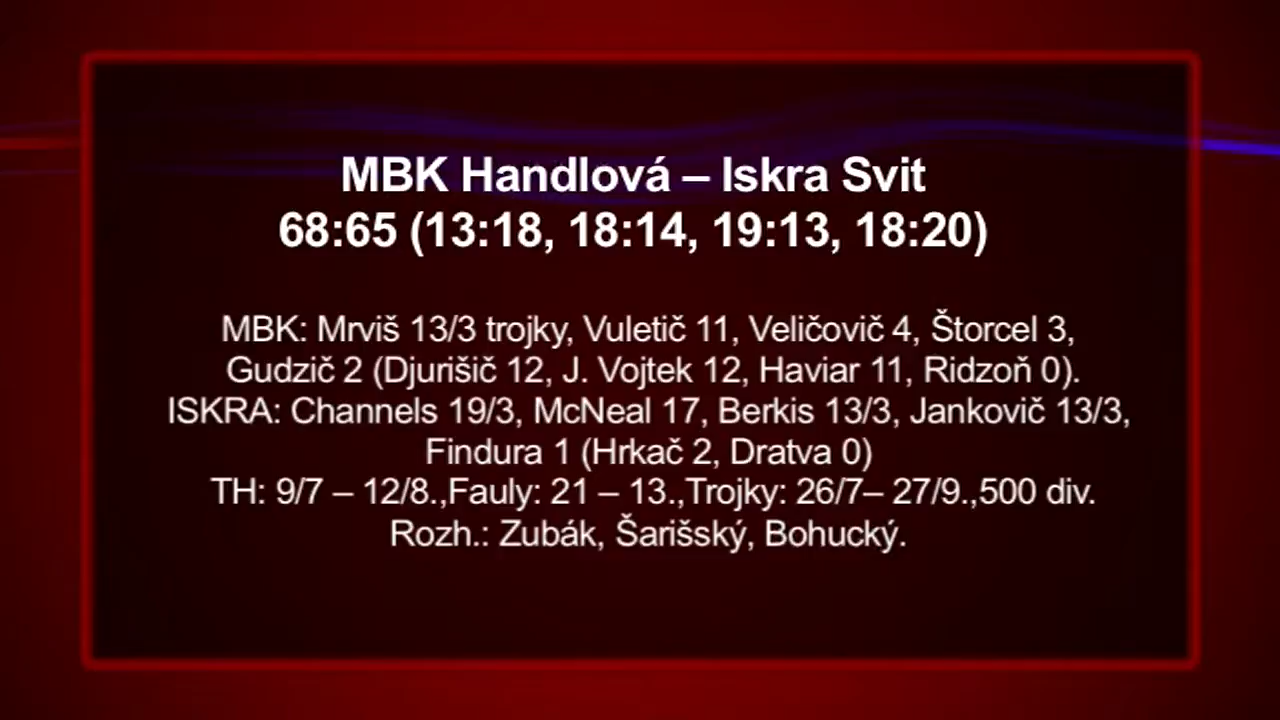 MBK Handlová – Iskra Svit
68:65 (13:18, 18:14, 19:13, 18:20)
MBK: Mrviš 13/3 trojky, Vuletič 11, Veličovič 4, Štorcel 3,
Gudzič 2 (Djurišič 12, J. Vojtek 12, Haviar 11, Ridzoň 0).
ISKRA: Channels 19/3, McNeal 17, Berkis 13/3, Jankovič 13/3,
Findura 1 (Hrkač 2, Dratva 0)
TH: 9/7 – 12/8.,Fauly: 21 – 13.,Trojky: 26/7– 27/9.,500 div.
Rozh.: Zubák, Šarišský, Bohucký.